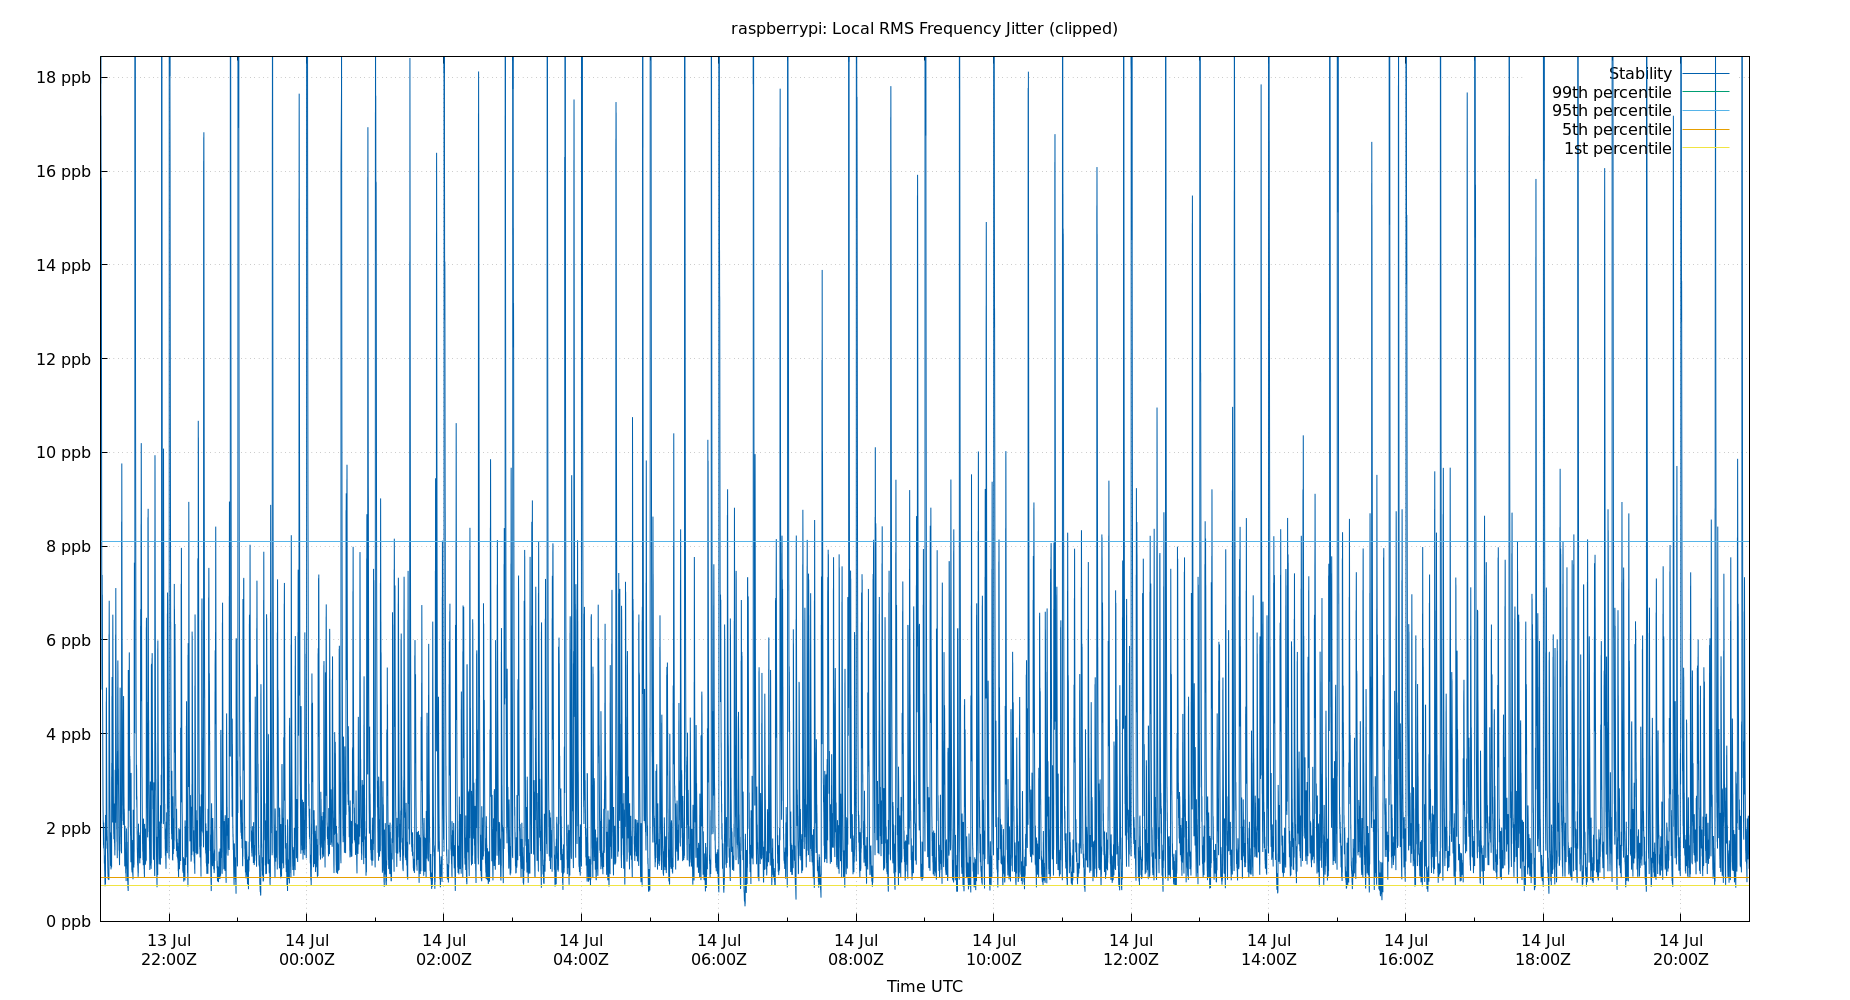 raspberrypi: Local RMS Frequency Jitter (clipped)
18 ppb
16 ppb
14 ppb
12 ppb
10 ppb
8 ppb
6 ppb
4 ppb
2 ppb
0 ppb
Stability
99th percentile
95th percentile
5th percentile
1st percentile
13 Jul
22:00Z
14 Jul
00:00Z
14 Jul
02:00Z
14 Jul
04:00Z
14 Jul
06:00Z
14 Jul
08:00Z
14 Jul
10:00Z
14 Jul
12:00Z
14 Jul
14:00Z
14 Jul
16:00Z
14 Jul
18:00Z
14 Jul
20:00Z
Time UTC